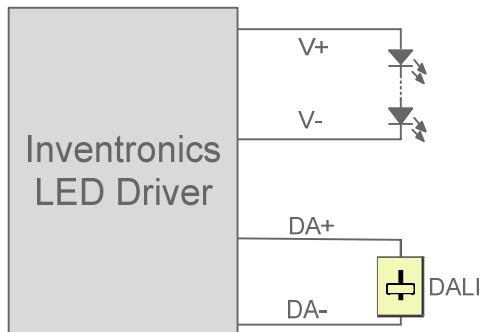 Inventronics
LED Driver
V+
V-
DA+
DA-
DALI